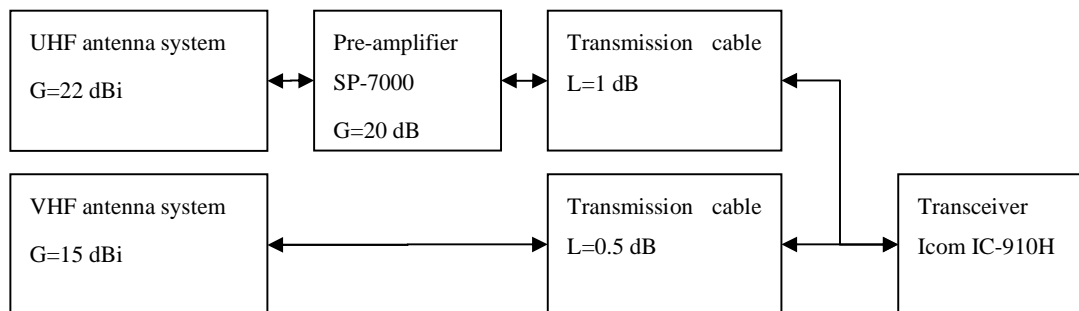 UHF antenna system
G=22 dBi
Pre-amplifier
SP-7000
G=20 dB
Transmission cable
L=1 dB
VHF antenna system
G=15 dBi
Transmission cable
L=0.5 dB
Transceiver
Icom IC-910H